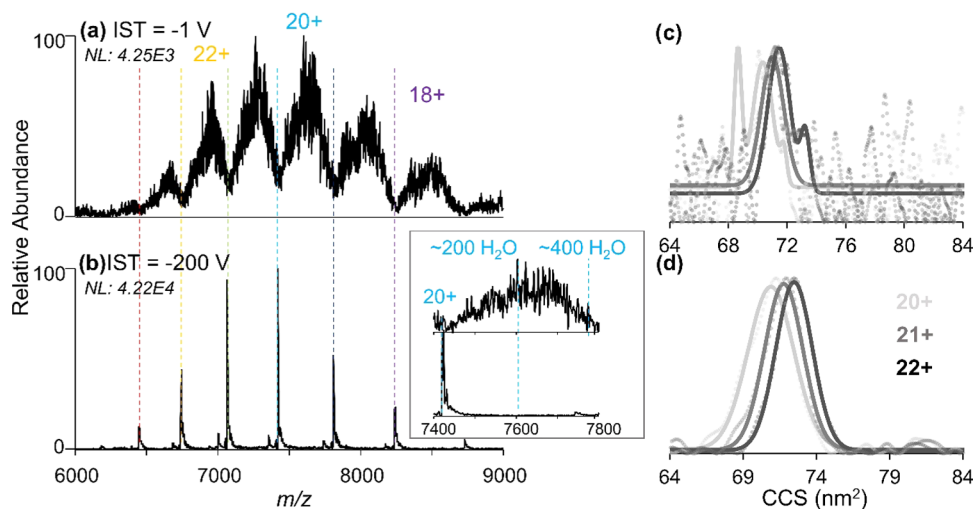 (a) IST = -1 V
NL: 4.25E3
20+
22+
18+
100
0
Relative Abundance
(b) IST = -200 V
NL: 4.22E4
100
0
6000 7000 8000 9000
m/z
~200 H₂O ~400 H₂O
20+
7400 7600 7800
(c)
64 68 72 76 80 84
(d)
20+
21+
22+
64 69 74 79 84
CCS (nm²)